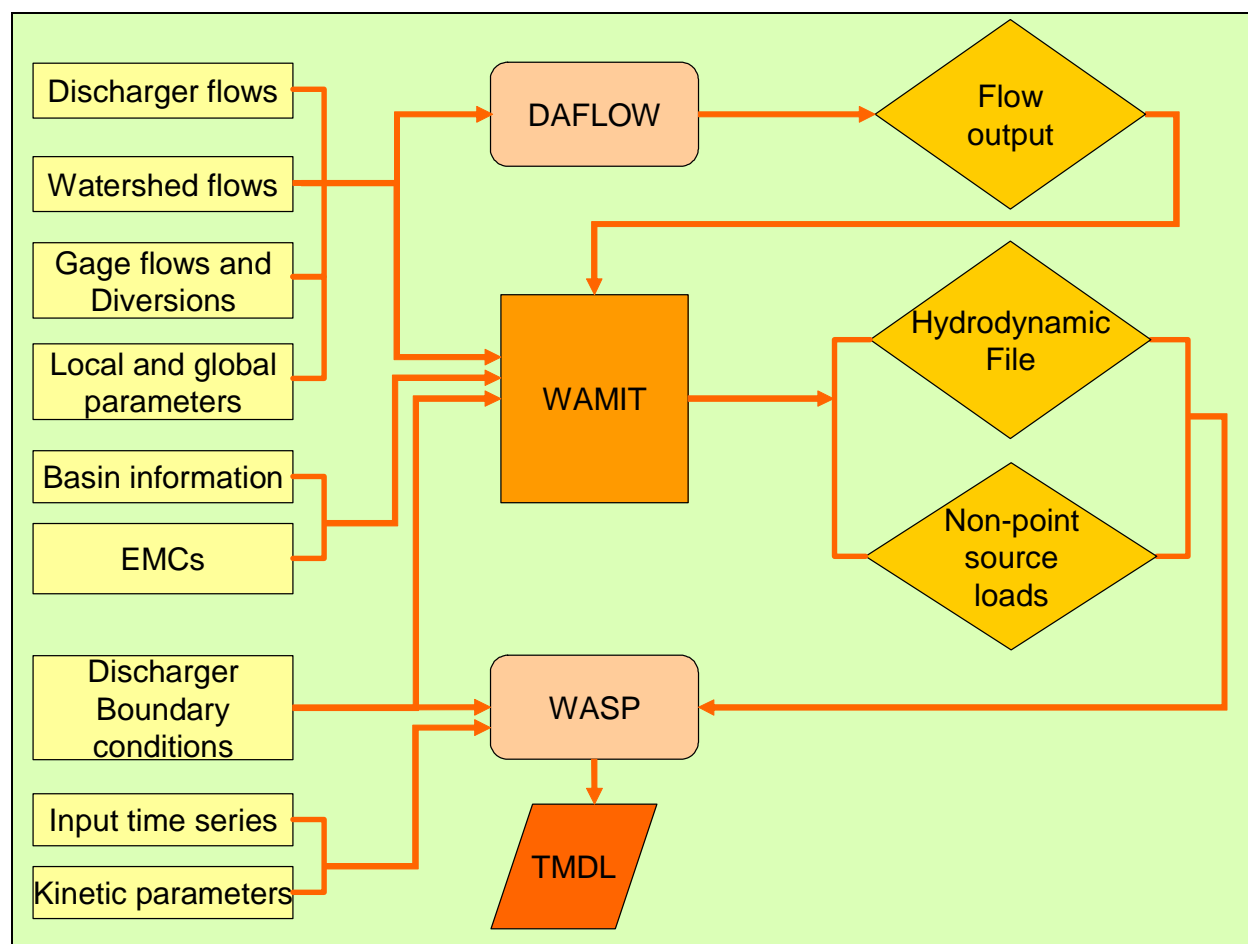 Discharger flows
Watershed flows
Gage flows and
Diversions
Local and global
parameters
Basin information
EMCs
Discharger
Boundary
conditions
Input time series
Kinetic parameters
DAFLOW
Flow
output
WAMIT
Hydrodynamic
File
Non-point
source
loads
WASP
TMDL